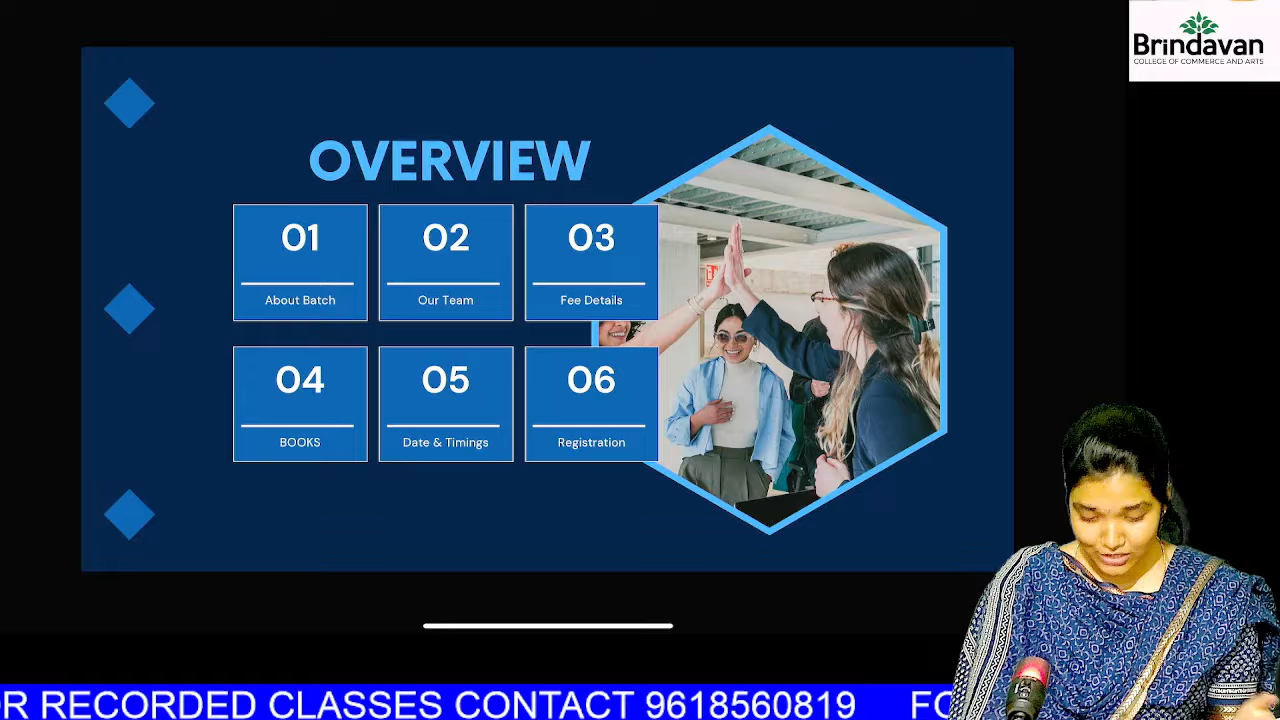 Brindavan
COLLEGE OF COMMERCE AND ARTS
OVERVIEW
01
About Batch
02
Our Team
03
Fee Details
04
BOOKS
05
Date & Timings
06
Registration
OR RECORDED CLASSES CONTACT 9618560819 FO